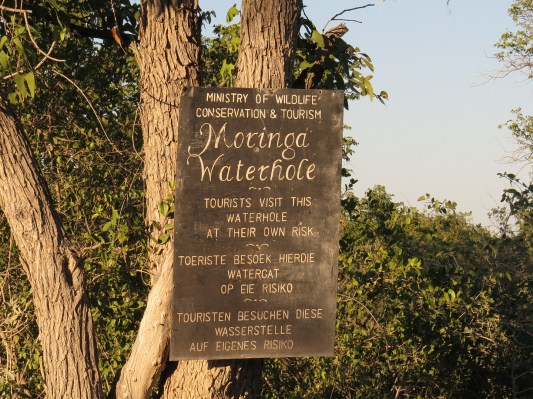 MINISTRY OF WILDLIFE
CONSERVATION & TOURISM
Moringa
Waterhole
TOURISTS VISIT THIS
WATERHOLE
AT THEIR OWN RISK
TOERISTE BESOEK HIERDIE
WATERGAT
OP EIE RISIKO
TOURISTEN BESUCHEN DIESE
WASSERSTELLE
AUF EIGENES RISIKO